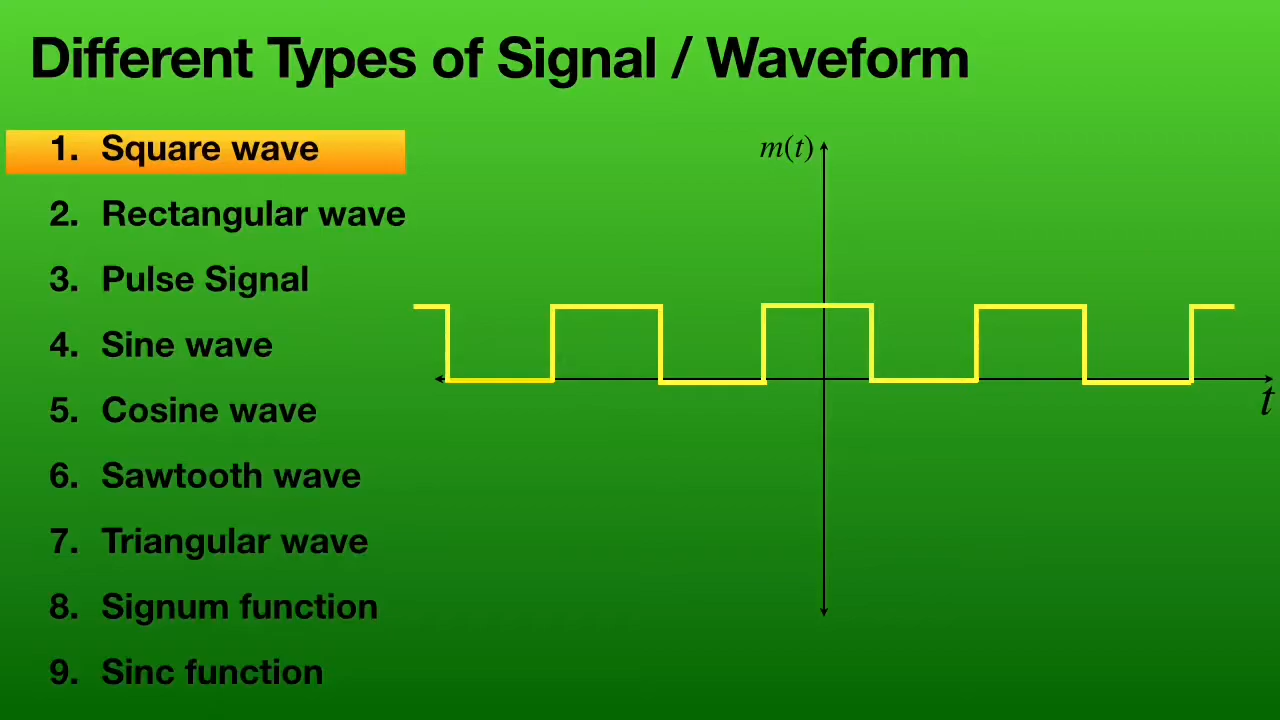 Different Types of Signal / Waveform
1. Square wave
2. Rectangular wave
3. Pulse Signal
4. Sine wave
5. Cosine wave
6. Sawtooth wave
7. Triangular wave
8. Signum function
9. Sinc function
m(t)
t